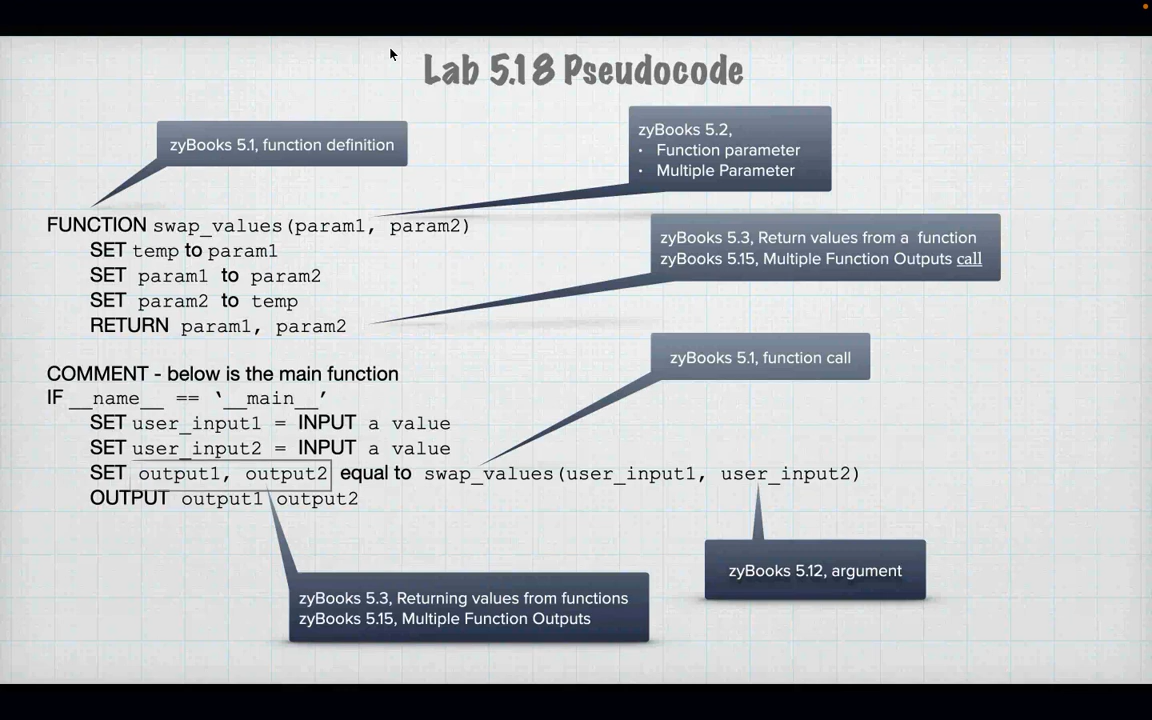 Lab 5.18 Pseudocode
zyBooks 5.1, function definition
zyBooks 5.2,
• Function parameter
• Multiple Parameter
FUNCTION swap_values(param1, param2)
SET temp to param1
SET param1 to param2
SET param2 to temp
RETURN param1, param2
zyBooks 5.3, Return values from a function
zyBooks 5.15, Multiple Function Outputs call
zyBooks 5.1, function call
COMMENT - below is the main function
IF __name__ == ‘__main__’
SET user_input1 = INPUT a value
SET user_input2 = INPUT a value
SET output1, output2 equal to swap_values(user_input1, user_input2)
OUTPUT output1 output2
zyBooks 5.12, argument
zyBooks 5.3, Returning values from functions
zyBooks 5.15, Multiple Function Outputs